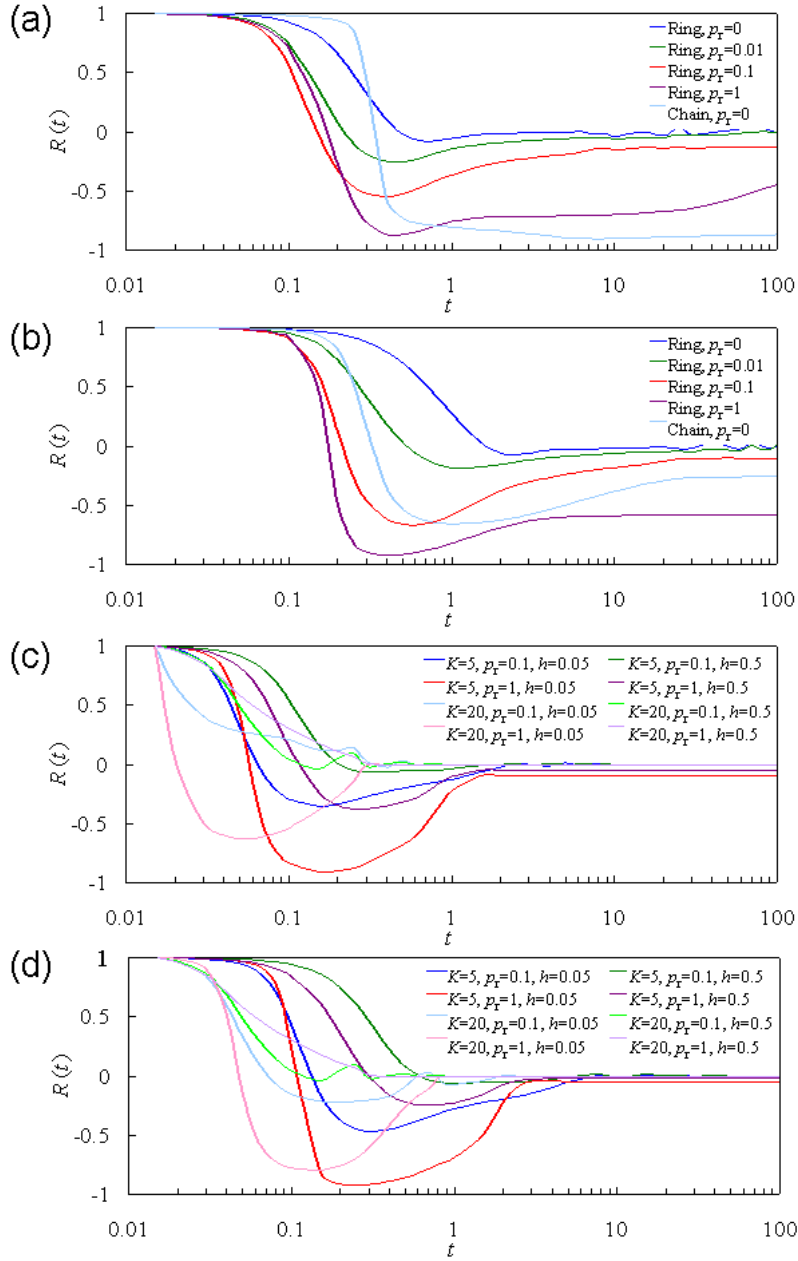 (a)
1
0.5
0
-0.5
-1
R(t)
Ring, pr=0
Ring, pr=0.01
Ring, pr=0.1
Ring, pr=1
Chain, pr=0
0.01 0.1 1 10 100
t
(b)
1
0.5
0
-0.5
-1
R(t)
Ring, pr=0
Ring, pr=0.01
Ring, pr=0.1
Ring, pr=1
Chain, pr=0
0.01 0.1 1 10 100
t
(c)
1
0.5
0
-0.5
-1
R(t)
K=5, pr=0.1, h=0.05 K=5, pr=0.1, h=0.5
K=5, pr=1, h=0.05 K=5, pr=1, h=0.5
K=20, pr=0.1, h=0.05 K=20, pr=0.1, h=0.5
K=20, pr=1, h=0.05 K=20, pr=1, h=0.5
0.01 0.1 1 10 100
t
(d)
1
0.5
0
-0.5
-1
R(t)
K=5, pr=0.1, h=0.05 K=5, pr=0.1, h=0.5
K=5, pr=1, h=0.05 K=5, pr=1, h=0.5
K=20, pr=0.1, h=0.05 K=20, pr=0.1, h=0.5
K=20, pr=1, h=0.05 K=20, pr=1, h=0.5
0.01 0.1 1 10 100
t